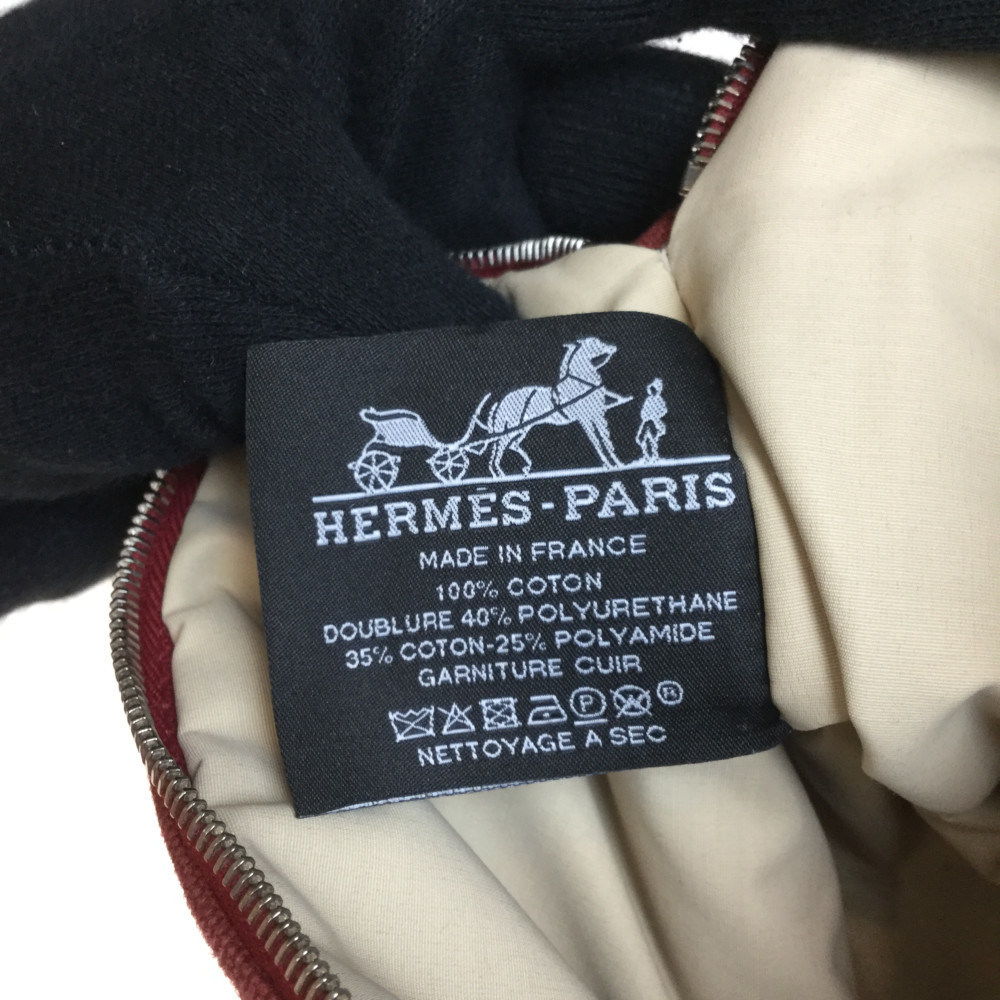 HERMÈS-PARIS
MADE IN FRANCE
100% COTON
DOUBLURE 40% POLYURETHANE
35% COTON-25% POLYAMIDE
GARNITURE CUIR
P ®
NETTOYAGE A SEC